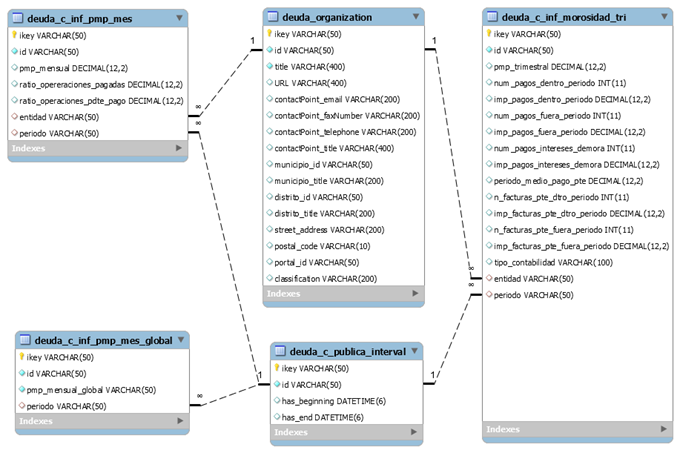 deuda_c_inf_pmp_mes
ikey VARCHAR(50)
id VARCHAR(50)
pmp_mensual DECIMAL(12,2)
ratio_opereraciones_pagadas DECIMAL(12,2)
ratio_operaciones_pdte_pago DECIMAL(12,2)
entidad VARCHAR(50)
periodo VARCHAR(50)
Indexes
deuda_organization
ikey VARCHAR(50)
id VARCHAR(50)
title VARCHAR(400)
URL VARCHAR(400)
contactPoint_email VARCHAR(200)
contactPoint_faxNumber VARCHAR(200)
contactPoint_telephone VARCHAR(200)
contactPoint_title VARCHAR(400)
municipio_id VARCHAR(50)
municipio_title VARCHAR(200)
distrito_id VARCHAR(50)
distrito_title VARCHAR(200)
street_address VARCHAR(200)
postal_code VARCHAR(10)
portal_id VARCHAR(50)
classification VARCHAR(200)
Indexes
deuda_c_inf_morosidad_tri
ikey VARCHAR(50)
id VARCHAR(50)
pmp_trimestral DECIMAL(12,2)
num_pagos_dentro_periodo INT(11)
imp_pagos_dentro_periodo DECIMAL(12,2)
num_pagos_fuera_periodo INT(11)
imp_pagos_fuera_periodo DECIMAL(12,2)
num_pagos_intereses_demora INT(11)
imp_pagos_intereses_demora DECIMAL(12,2)
periodo_medio_pago_pte DECIMAL(12,2)
n_facturas_pte_dtro_periodo INT(11)
imp_facturas_pte_dtro_periodo DECIMAL(12,2)
n_facturas_pte_fuera_periodo INT(11)
imp_facturas_pte_fuera_periodo DECIMAL(12,2)
tipo_contabilidad VARCHAR(100)
entidad VARCHAR(50)
periodo VARCHAR(50)
Indexes
deuda_c_inf_pmp_mes_global
ikey VARCHAR(50)
id VARCHAR(50)
pmp_mensual_global VARCHAR(50)
periodo VARCHAR(50)
Indexes
deuda_c_publica_interval
ikey VARCHAR(50)
id VARCHAR(50)
has_beginning DATETIME(6)
has_end DATETIME(6)
Indexes
1
∞
∞
1
∞
∞
∞
1
1